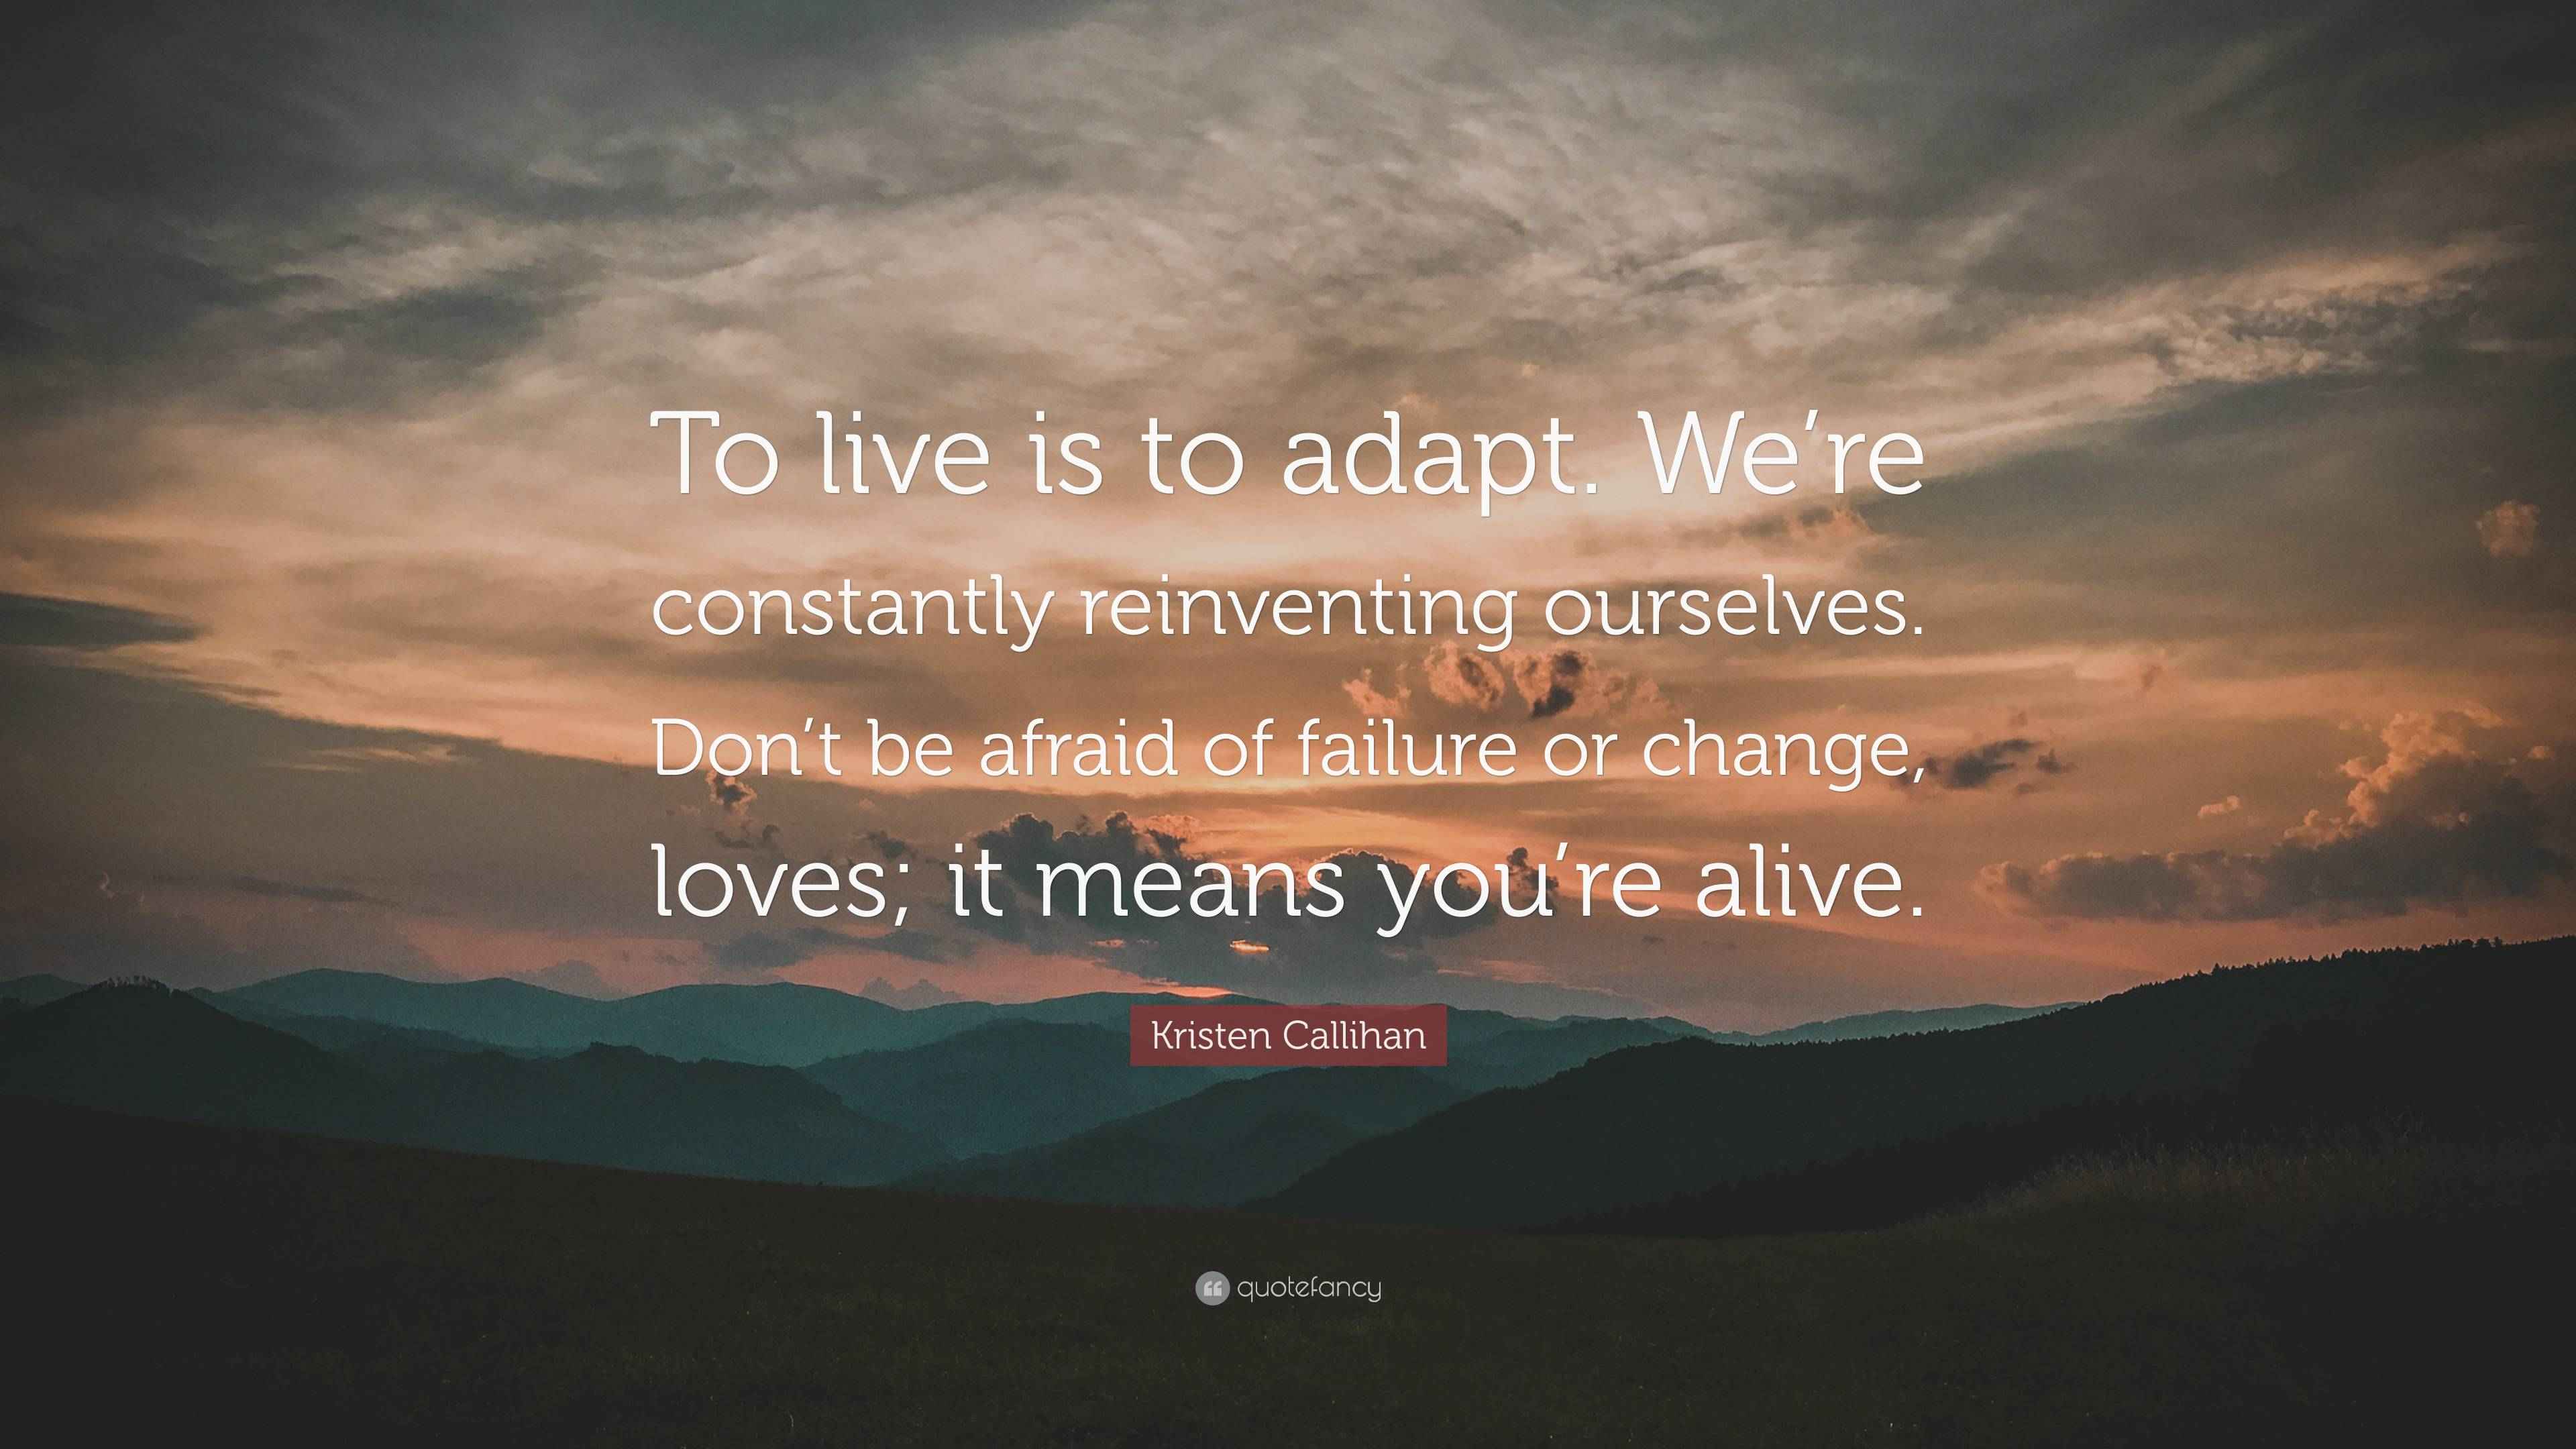 To live is to adapt. We’re
constantly reinventing ourselves.
Don’t be afraid of failure or change,
loves; it means you’re alive.
Kristen Callihan
quotefancy